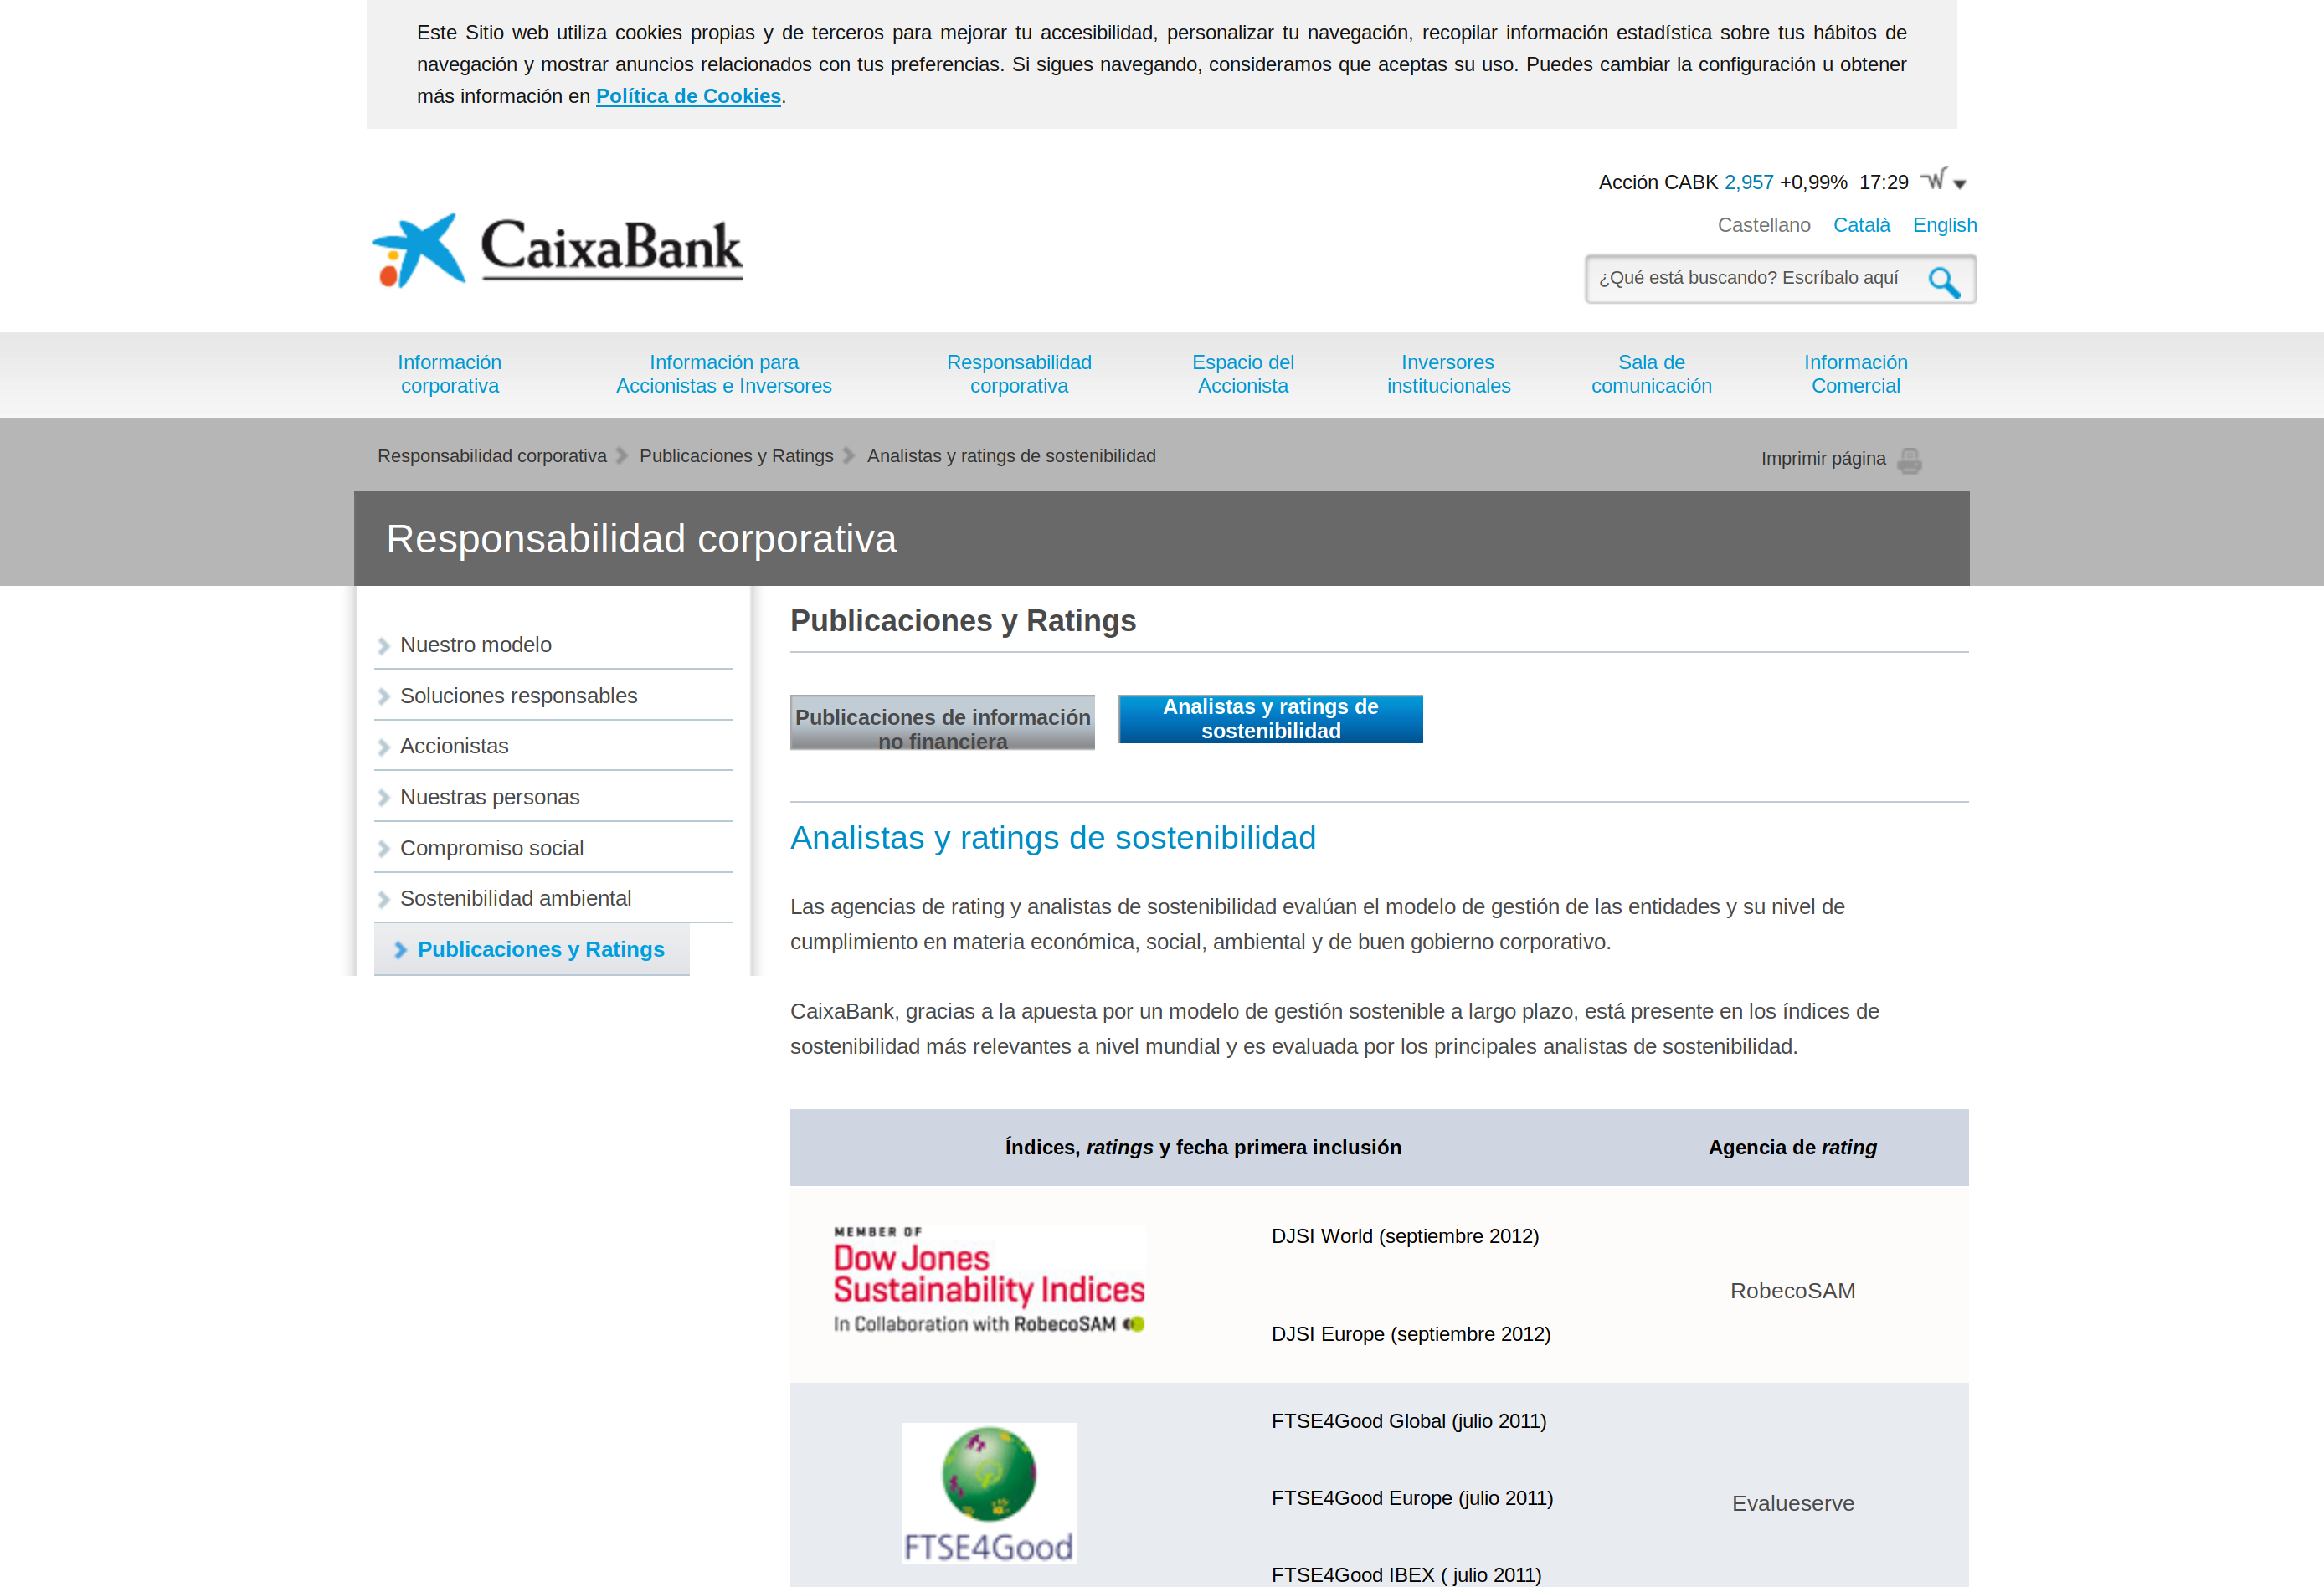 Este Sitio web utiliza cookies propias y de terceros para mejorar tu accesibilidad, personalizar tu navegación, recopilar información estadística sobre tus hábitos de
navegación y mostrar anuncios relacionados con tus preferencias. Si sigues navegando, consideramos que aceptas su uso. Puedes cambiar la configuración u obtener
más información en Política de Cookies.
Acción CABK 2,957 +0,99% 17:29
Castellano Català English
CaixaBank
¿Qué está buscando? Escríbalo aquí
Información
corporativa
Información para
Accionistas e Inversores
Responsabilidad
corporativa
Espacio del
Accionista
Inversores
institucionales
Sala de
comunicación
Información
Comercial
Responsabilidad corporativa Publicaciones y Ratings Analistas y ratings de sostenibilidad
Imprimir página
Responsabilidad corporativa
Nuestro modelo
Soluciones responsables
Accionistas
Nuestras personas
Compromiso social
Sostenibilidad ambiental
Publicaciones y Ratings
Publicaciones y Ratings
Publicaciones de información
no financiera
Analistas y ratings de
sostenibilidad
Analistas y ratings de sostenibilidad
Las agencias de rating y analistas de sostenibilidad evalúan el modelo de gestión de las entidades y su nivel de
cumplimiento en materia económica, social, ambiental y de buen gobierno corporativo.
CaixaBank, gracias a la apuesta por un modelo de gestión sostenible a largo plazo, está presente en los índices de
sostenibilidad más relevantes a nivel mundial y es evaluada por los principales analistas de sostenibilidad.
Índices, ratings y fecha primera inclusión
Agencia de rating
MEMBER OF
Dow Jones
Sustainability Indices
In Collaboration with RobecoSAM
DJSI World (septiembre 2012)
DJSI Europe (septiembre 2012)
RobecoSAM
FTSE4Good
FTSE4Good Global (julio 2011)
FTSE4Good Europe (julio 2011)
FTSE4Good IBEX ( julio 2011)
Evalueserve